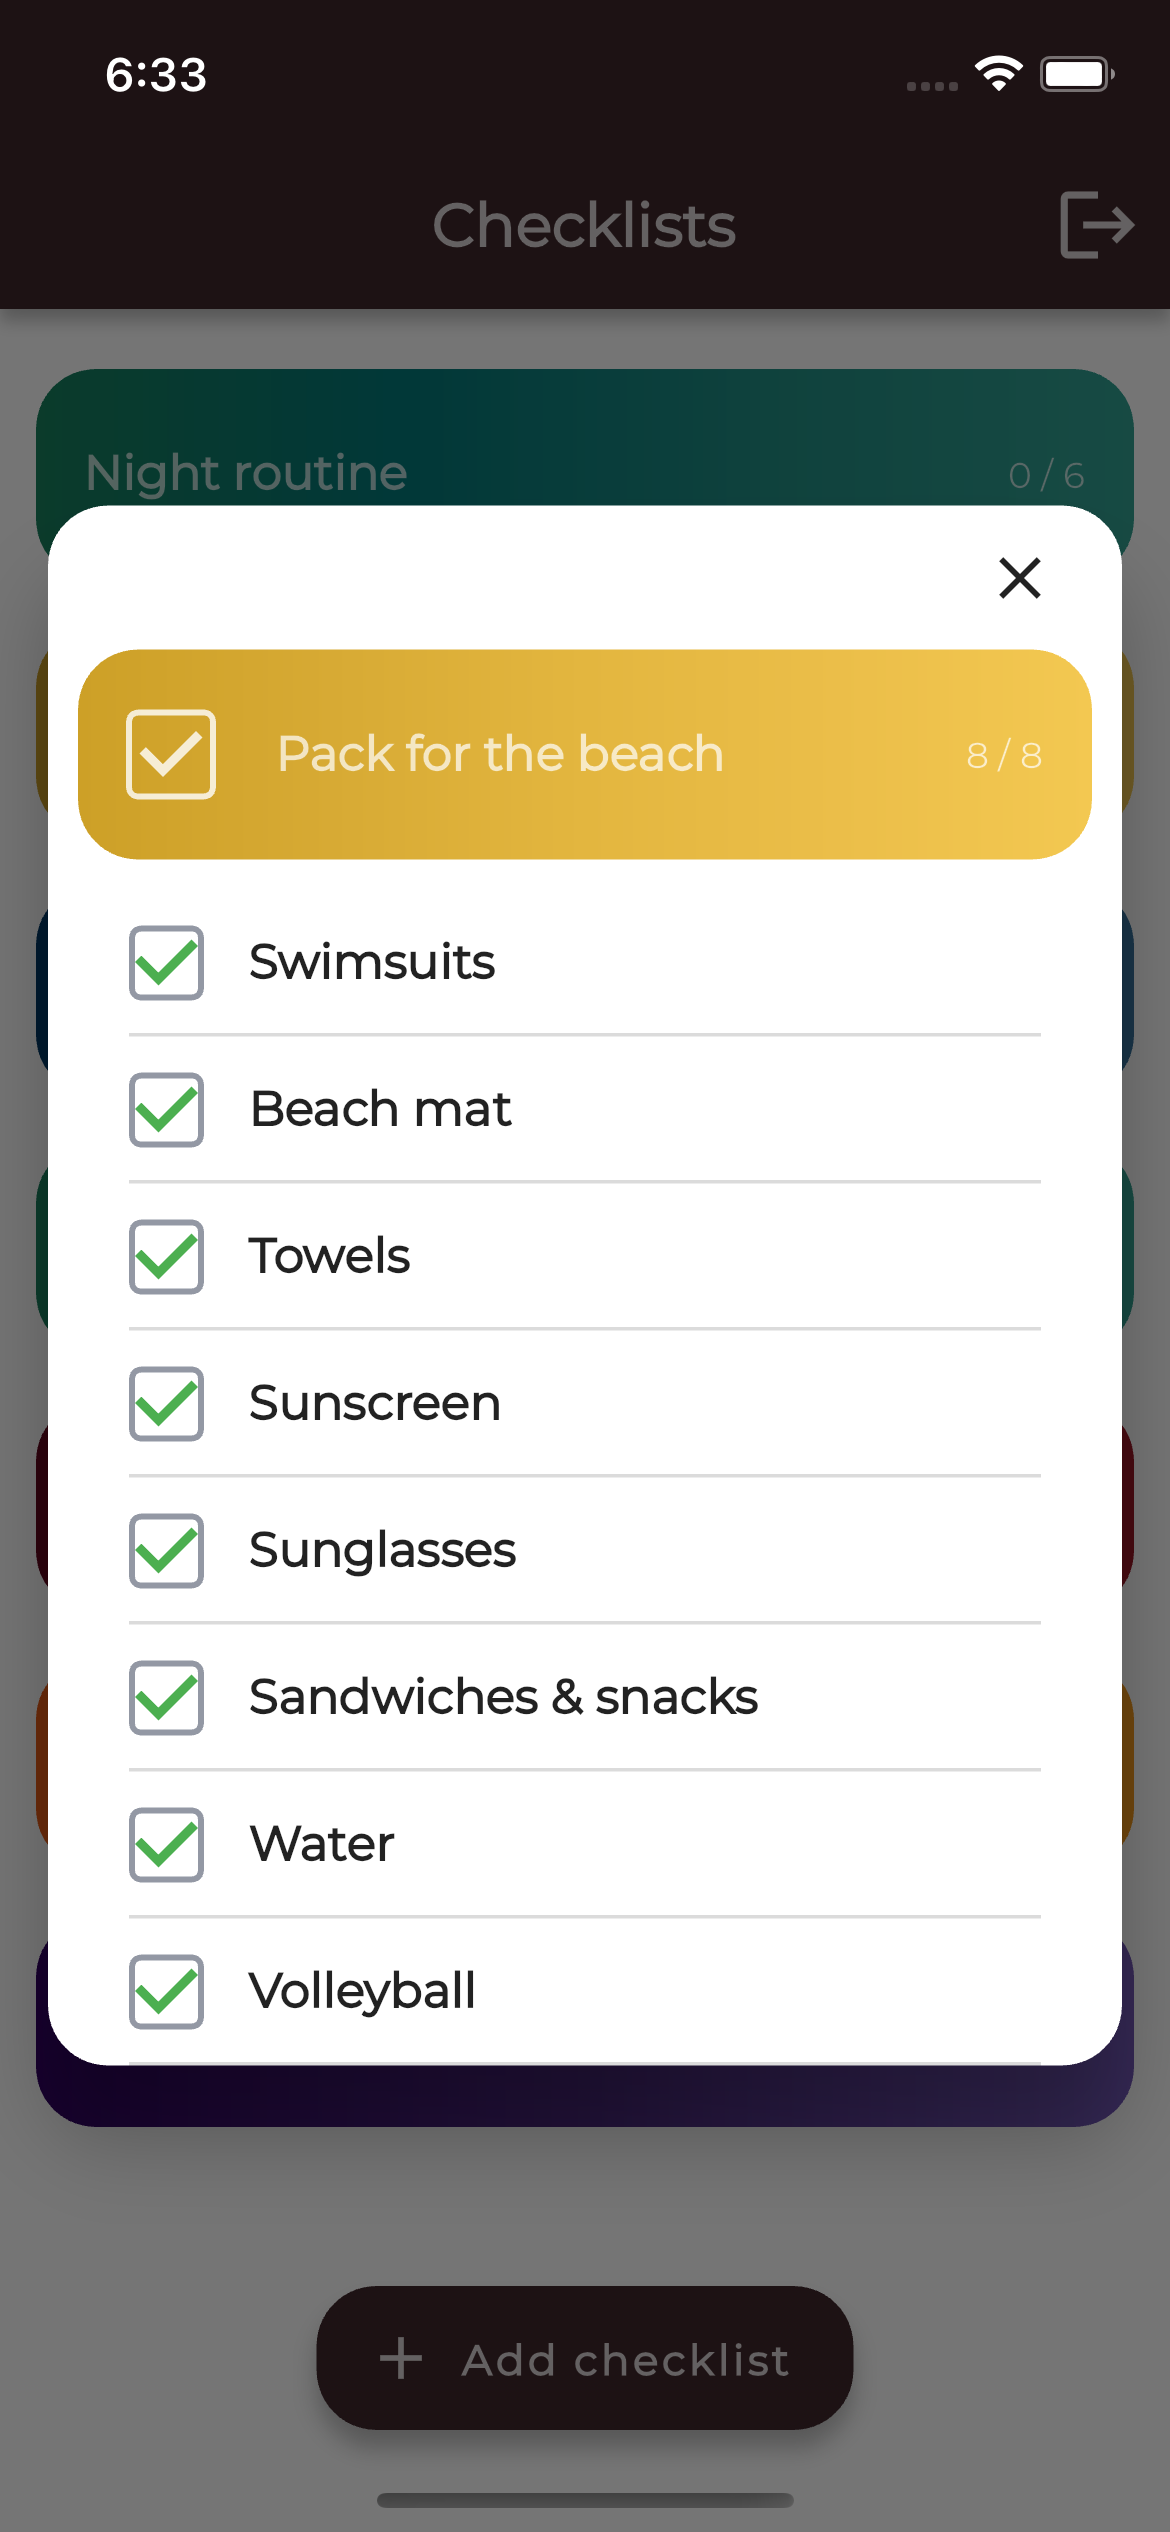 6:33
Checklists
Night routine 0 / 6
Pack for the beach 8 / 8
Swimsuits
Beach mat
Towels
Sunscreen
Sunglasses
Sandwiches & snacks
Water
Volleyball
Add checklist